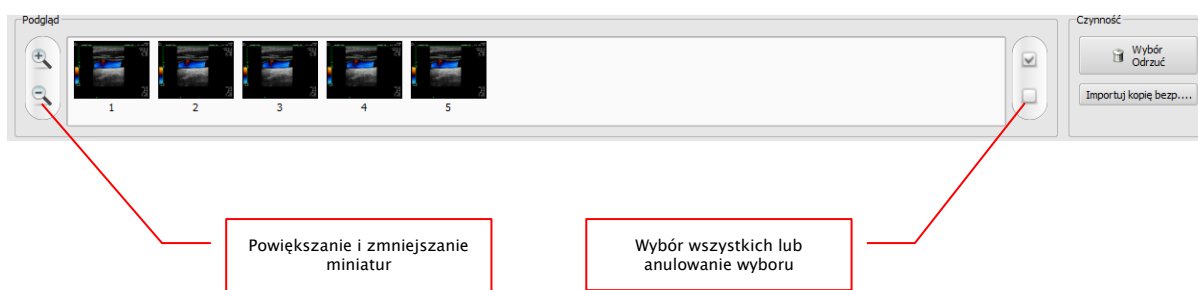 Podgląd
1 2 3 4 5
Czynność
Wybór
Odrzuć
Importuj kopię bezp....
Powiększanie i zmniejszanie
miniatur
Wybór wszystkich lub
anulowanie wyboru